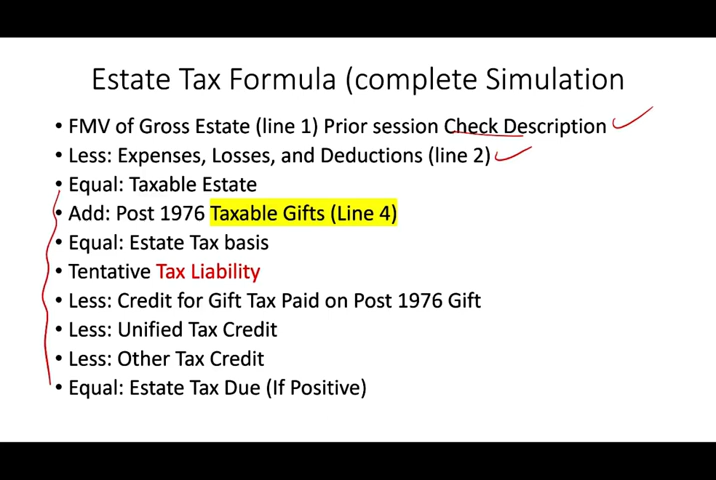 Estate Tax Formula (complete Simulation
• FMV of Gross Estate (line 1) Prior session Check Description
• Less: Expenses, Losses, and Deductions (line 2)
• Equal: Taxable Estate
• Add: Post 1976 Taxable Gifts (Line 4)
• Equal: Estate Tax basis
• Tentative Tax Liability
• Less: Credit for Gift Tax Paid on Post 1976 Gift
• Less: Unified Tax Credit
• Less: Other Tax Credit
• Equal: Estate Tax Due (If Positive)